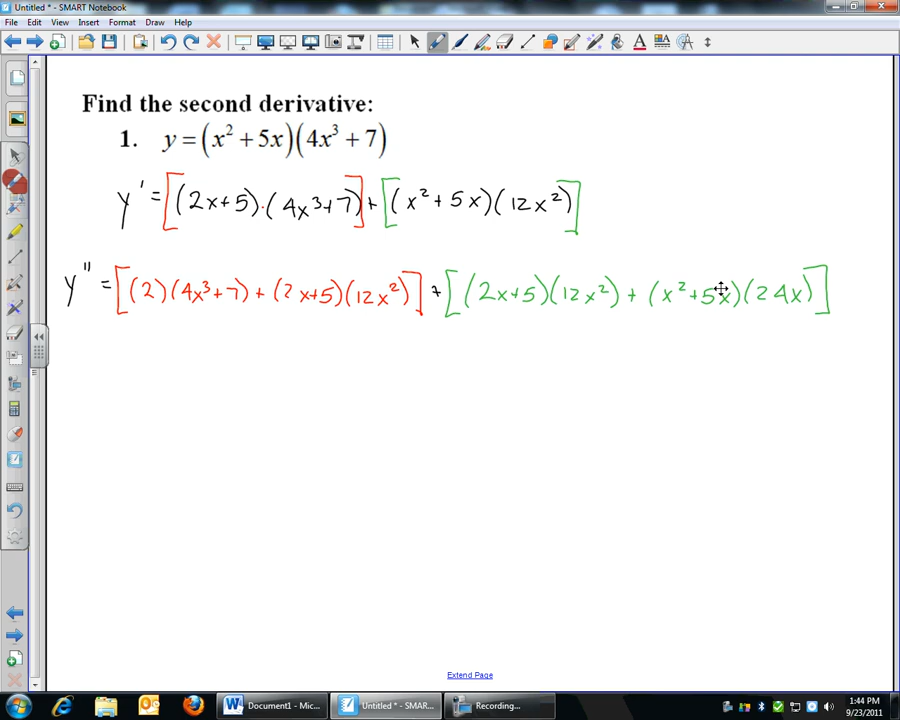 Untitled * - SMART Notebook
File Edit View Insert Format Draw Help
Find the second derivative:
1. y = (x² + 5x)(4x³ + 7)
y' = [(2x+5)·(4x³+7)] + [(x²+5x)(12x²)]
y'' = [(2)(4x³+7) + (2x+5)(12x²)] + [(2x+5)(12x²) + (x²+5x)(24x)]
Extend Page
Document1 - Mic...
Untitled * - SMAR...
Recording...
1:44 PM
9/23/2011